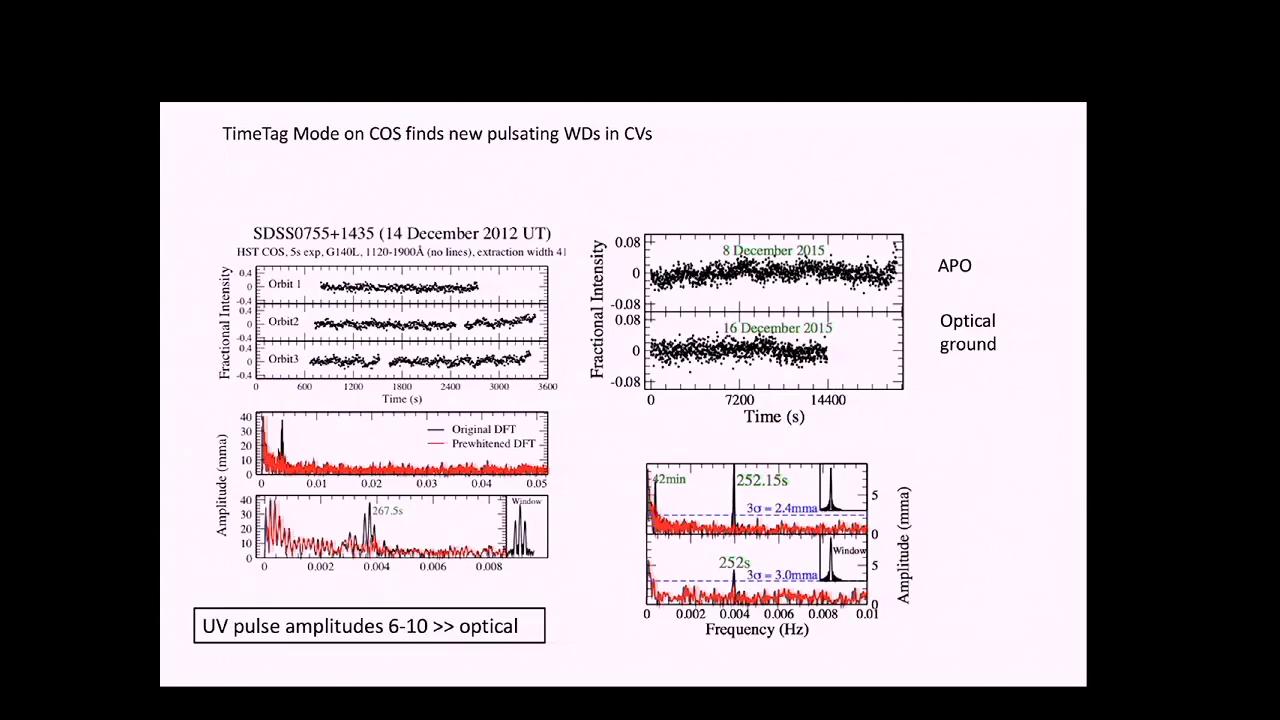 TimeTag Mode on COS finds new pulsating WDs in CVs
SDSS0755+1435 (14 December 2012 UT)
HST COS, 5s exp, G140L, 1120-1900Å (no lines), extraction width 41
Fractional Intensity
0.4
0
-0.4
Orbit 1
0.4
0
-0.4
Orbit2
0.4
0
-0.4
Orbit3
0 600 1200 1800 2400 3000 3600
Time (s)
Amplitude (mma)
40
30
20
10
0
Original DFT
Prewhitened DFT
0 0.01 0.02 0.03 0.04 0.05
40
30
20
10
0
267.5s
Window
0 0.002 0.004 0.006 0.008
UV pulse amplitudes 6-10 >> optical
Fractional Intensity
0.08
0
-0.08
8 December 2015
0.08
0
-0.08
16 December 2015
0 7200 14400
Time (s)
APO
Optical
ground
42min
252.15s
3σ = 2.4mma
5
0
252s
3σ = 3.0mma
Window
5
0
Amplitude (mma)
0 0.002 0.004 0.006 0.008 0.01
Frequency (Hz)